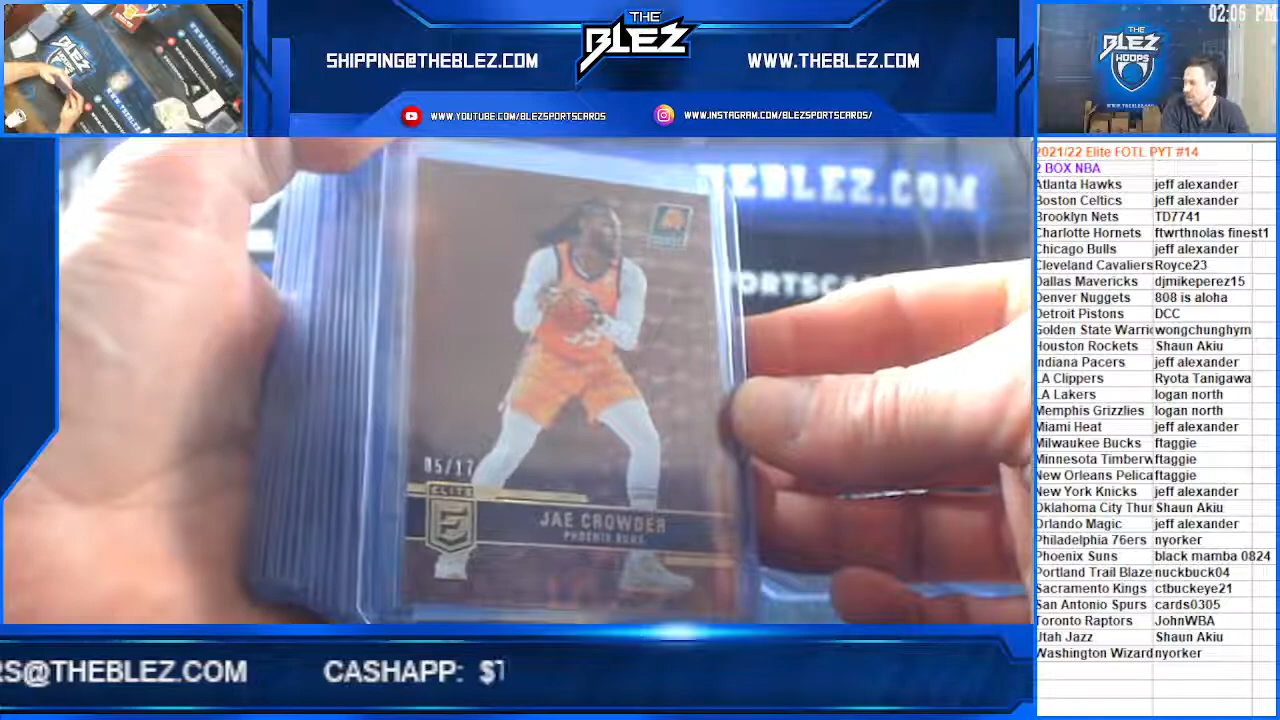 THE
BLEZ
SHIPPING@THEBLEZ.COM
WWW.THEBLEZ.COM
WWW.YOUTUBE.COM/BLEZSPORTSCARDS
WWW.INSTAGRAM.COM/BLEZSPORTSCARDS/
02:06 PM
THE
BLEZ
HOOPS
2021/22 Elite FOTL PYT #14
2 BOX NBA
Atlanta Hawks jeff alexander
Boston Celtics jeff alexander
Brooklyn Nets TD7741
Charlotte Hornets ftwrthnolas finest1
Chicago Bulls jeff alexander
Cleveland Cavaliers Royce23
Dallas Mavericks djmikeperez15
Denver Nuggets 808 is aloha
Detroit Pistons DCC
Golden State Warri wongchunghym
Houston Rockets Shaun Akiu
Indiana Pacers jeff alexander
LA Clippers Ryota Tanigawa
LA Lakers logan north
Memphis Grizzlies logan north
Miami Heat jeff alexander
Milwaukee Bucks ftaggie
Minnesota Timberw ftaggie
New Orleans Pelica ftaggie
New York Knicks jeff alexander
Oklahoma City Thur Shaun Akiu
Orlando Magic jeff alexander
Philadelphia 76ers nyorker
Phoenix Suns black mamba 0824
Portland Trail Blaze nuckbuck04
Sacramento Kings ctbuckeye21
San Antonio Spurs cards0305
Toronto Raptors JohnWBA
Utah Jazz Shaun Akiu
Washington Wizard nyorker
THEBLEZ.COM
PORTSCA
05/17
ELITE
E
JAE CROWDER
PHOENIX SUNS
RS@THEBLEZ.COM CASHAPP: $T